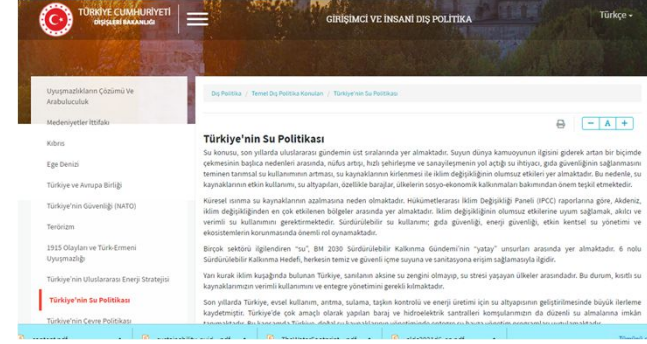 TÜRKİYE CUMHURİYETİ
DIŞİŞLERİ BAKANLIĞI
GİRİŞİMCİ VE İNSANİ DIŞ POLİTİKA
Türkçe
Uyuşmazlıkların Çözümü Ve
Arabuluculuk
Medeniyetler İttifakı
Kıbrıs
Ege Denizi
Türkiye ve Avrupa Birliği
Türkiye'nin Güvenliği (NATO)
Terörizm
1915 Olayları ve Türk-Ermeni
Uyuşmazlığı
Türkiye'nin Uluslararası Enerji Stratejisi
Türkiye'nin Su Politikası
Türkiye'nin Çevre Politikası
Dış Politika / Temel Dış Politika Konuları / Türkiye'nin Su Politikası
− A +
Türkiye'nin Su Politikası
Su konusu, son yıllarda uluslararası gündemin üst sıralarında yer almaktadır. Suyun dünya kamuoyunun ilgisini giderek artan bir biçimde
çekmesinin başlıca nedenleri arasında, nüfus artışı, hızlı şehirleşme ve sanayileşmenin yol açtığı su ihtiyacı, gıda güvenliğinin sağlanmasını
teminen tarımsal su kullanımının artması, su kaynaklarının kirlenmesi ile iklim değişikliğinin olumsuz etkileri yer almaktadır. Bu nedenle, su
kaynaklarının etkin kullanımı, su altyapıları, özellikle barajlar, ülkelerin sosyo-ekonomik kalkınmaları bakımından önem teşkil etmektedir.
Küresel ısınma su kaynaklarının azalmasına neden olmaktadır. Hükümetlerarası İklim Değişikliği Paneli (IPCC) raporlarına göre, Akdeniz,
iklim değişikliğinden en çok etkilenen bölgeler arasında yer almaktadır. İklim değişikliğinin olumsuz etkilerine uyum sağlamak, akılcı ve
verimli su kullanımını gerektirmektedir. Sürdürülebilir su kullanımı; gıda güvenliği, enerji güvenliği, etkin kentsel su yönetimi ve
ekosistemlerin korunmasında önemli rol oynamaktadır.
Birçok sektörü ilgilendiren “su”, BM 2030 Sürdürülebilir Kalkınma Gündemi'nin “yatay” unsurları arasında yer almaktadır. 6 nolu
Sürdürülebilir Kalkınma Hedefi, herkesin temiz ve güvenli içme suyuna ve sanitasyona erişim sağlamasıyla ilgidir.
Yarı kurak iklim kuşağında bulunan Türkiye, sanılanın aksine su zengini olmayıp, su stresi yaşayan ülkeler arasındadır. Bu durum, kısıtlı su
kaynaklarımızın verimli kullanımını ve entegre yönetimini gerekli kılmaktadır.
Son yıllarda Türkiye, evsel kullanım, arıtma, sulama, taşkın kontrolü ve enerji üretimi için su altyapısının geliştirilmesinde büyük ilerleme
kaydetmiştir. Türkiye'de çok amaçlı olarak yapılan baraj ve hidroelektrik santralleri komşularımızın da düzenli su almalarına imkân